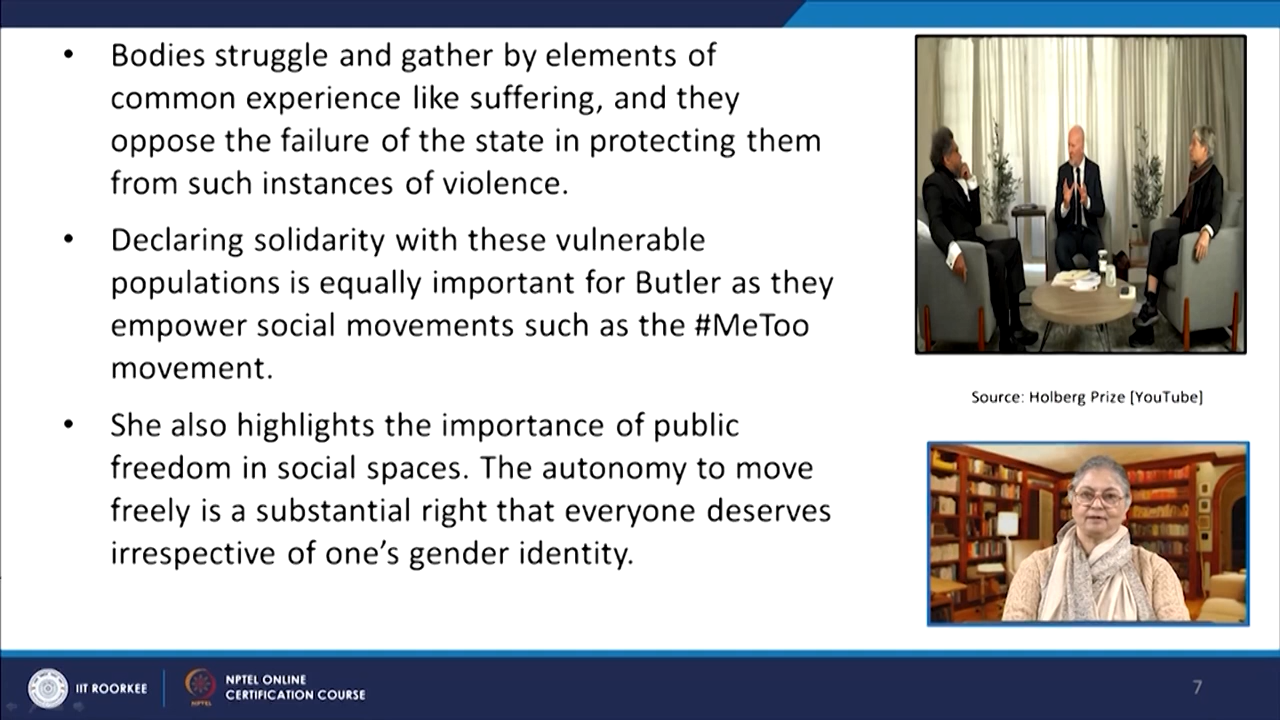 • Bodies struggle and gather by elements of
common experience like suffering, and they
oppose the failure of the state in protecting them
from such instances of violence.
• Declaring solidarity with these vulnerable
populations is equally important for Butler as they
empower social movements such as the #MeToo
movement.
• She also highlights the importance of public
freedom in social spaces. The autonomy to move
freely is a substantial right that everyone deserves
irrespective of one’s gender identity.
Source: Holberg Prize [YouTube]
IIT ROORKEE
NPTEL
NPTEL ONLINE
CERTIFICATION COURSE
7